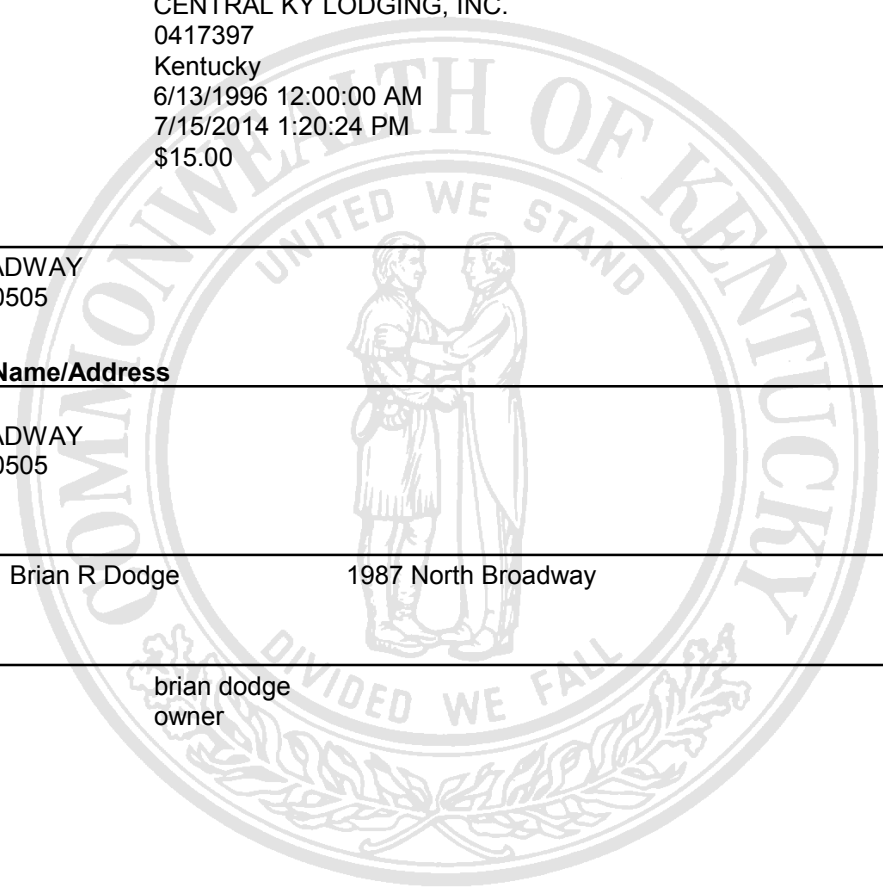 CENTRAL KY LODGING, INC.
0417397
Kentucky
6/13/1996 12:00:00 AM
7/15/2014 1:20:24 PM
$15.00
COMMONWEALTH OF KENTUCKY
UNITED WE STAND
ADWAY
0505
Name/Address
ADWAY
0505
Brian R Dodge 1987 North Broadway
DIVIDED WE FALL
brian dodge
owner